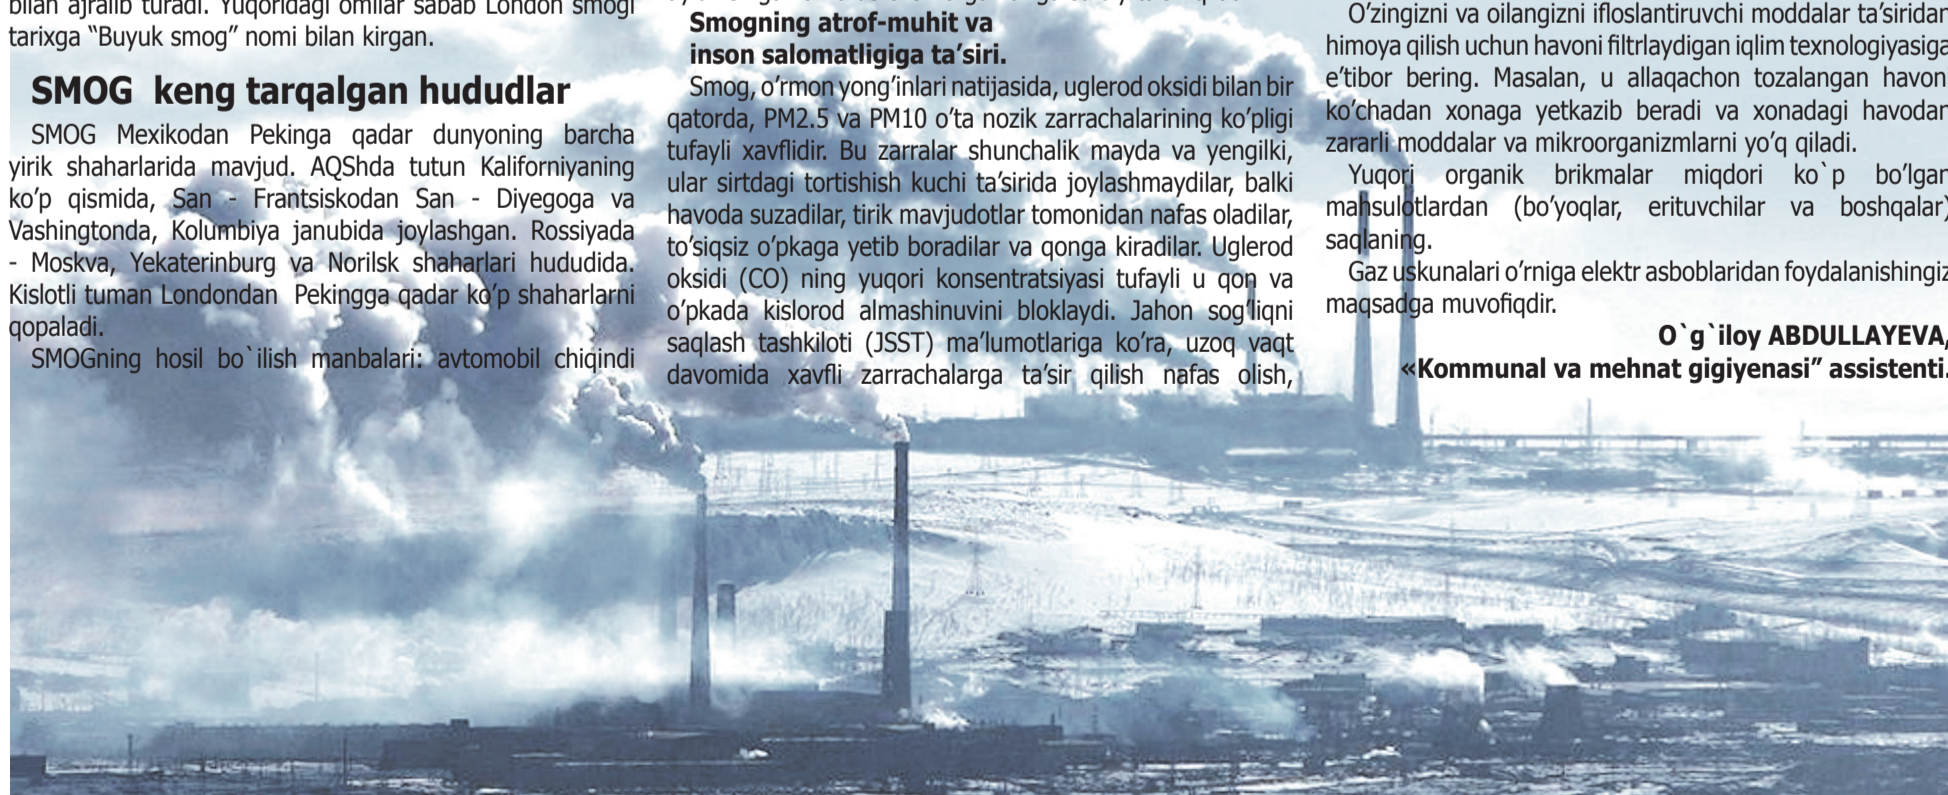 bilan ajralib turadi. Yuqoridagi omilar sabab London smogi
tarixga “Buyuk smog” nomi bilan kirgan.
SMOG keng tarqalgan hududlar
SMOG Mexikodan Pekinga qadar dunyoning barcha
yirik shaharlarida mavjud. AQShda tutun Kaliforniyaning
ko’p qismida, San - Frantsiskodan San - Diyegoga va
Vashingtonda, Kolumbiya janubida joylashgan. Rossiyada
- Moskva, Yekaterinburg va Norilsk shaharlari hududida.
Kislotli tuman Londondan Pekingga qadar ko’p shaharlarni
qopaladi.
SMOGning hosil bo`ilish manbalari: avtomobil chiqindi
Smogning atrof-muhit va
inson salomatligiga ta’siri.
Smog, o’rmon yong’inlari natijasida, uglerod oksidi bilan bir
qatorda, PM2.5 va PM10 o’ta nozik zarrachalarining ko’pligi
tufayli xavflidir. Bu zarralar shunchalik mayda va yengilki,
ular sirtdagi tortishish kuchi ta’sirida joylashmaydilar, balki
havoda suzadilar, tirik mavjudotlar tomonidan nafas oladilar,
to’siqsiz o’pkaga yetib boradilar va qonga kiradilar. Uglerod
oksidi (CO) ning yuqori konsentratsiyasi tufayli u qon va
o’pkada kislorod almashinuvini bloklaydi. Jahon sog’liqni
saqlash tashkiloti (JSST) ma’lumotlariga ko’ra, uzoq vaqt
davomida xavfli zarrachalarga ta’sir qilish nafas olish,
O’zingizni va oilangizni ifloslantiruvchi moddalar ta’siridan
himoya qilish uchun havoni filtrlaydigan iqlim texnologiyasiga
e’tibor bering. Masalan, u allaqachon tozalangan havon
ko’chadan xonaga yetkazib beradi va xonadagi havodan
zararli moddalar va mikroorganizmlarni yo’q qiladi.
Yuqori organik brikmalar miqdori ko`p bo’lgan
mahsulotlardan (bo’yoqlar, erituvchilar va boshqalar)
saqlaning.
Gaz uskunalari o’rniga elektr asboblaridan foydalanishingiz
maqsadga muvofiqdir.
O`g`iloy ABDULLAYEVA,
«Kommunal va mehnat gigiyenasi” assistenti.